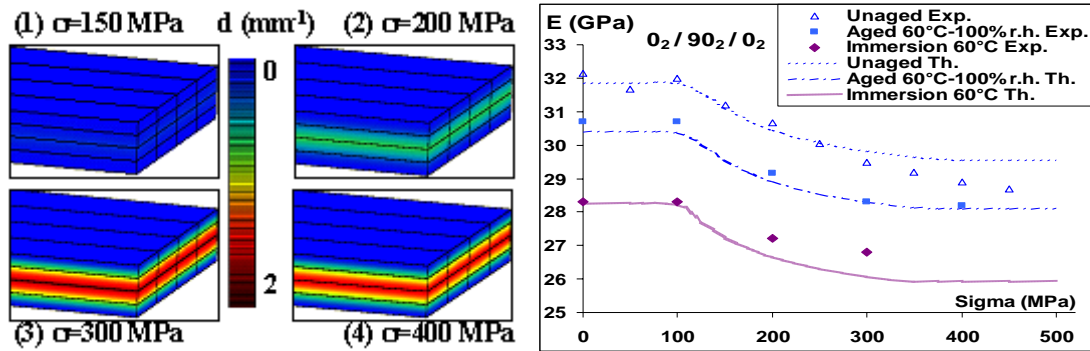 (1) σ=150 MPa d (mm⁻¹) (2) σ=200 MPa
0
2
(3) σ=300 MPa (4) σ=400 MPa
E (GPa)
0₂ / 90₂ / 0₂
Unaged Exp.
Aged 60°C-100% r.h. Exp.
Immersion 60°C Exp.
Unaged Th.
Aged 60°C-100% r.h. Th.
Immersion 60°C Th.
33
32
31
30
29
28
27
26
25
24
Sigma (MPa)
0 100 200 300 400 500